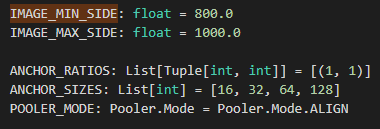 IMAGE_MIN_SIDE: float = 800.0
IMAGE_MAX_SIDE: float = 1000.0
ANCHOR_RATIOS: List[Tuple[int, int]] = [(1, 1)]
ANCHOR_SIZES: List[int] = [16, 32, 64, 128]
POOLER_MODE: Pooler.Mode = Pooler.Mode.ALIGN